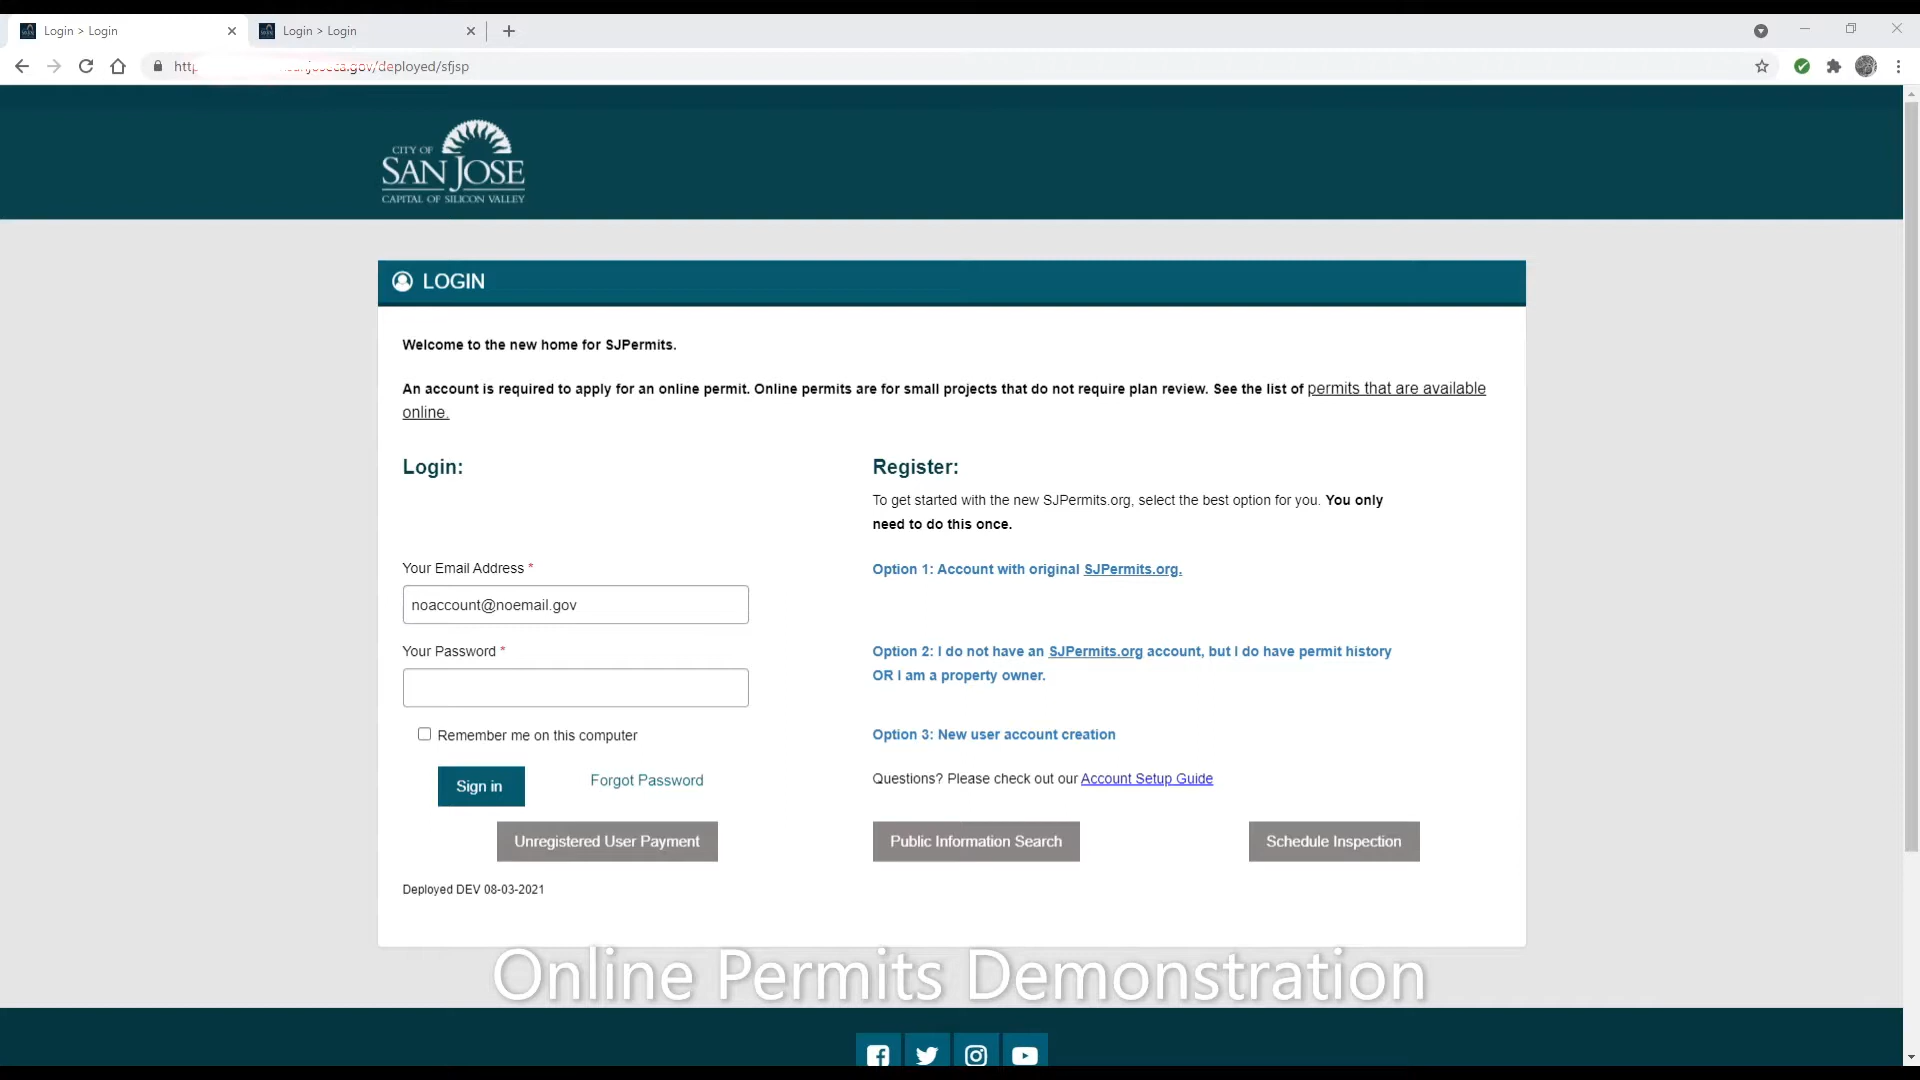 Login > Login
Login > Login
/deployed/sfjsp
CITY OF
SAN JOSE
CAPITAL OF SILICON VALLEY
LOGIN
Welcome to the new home for SJPermits.
An account is required to apply for an online permit. Online permits are for small projects that do not require plan review. See the list of permits that are available
online.
Login:
Register:
To get started with the new SJPermits.org, select the best option for you. You only
need to do this once.
Your Email Address *
Option 1: Account with original SJPermits.org.
noaccount@noemail.gov
Your Password *
Option 2: I do not have an SJPermits.org account, but I do have permit history
OR I am a property owner.
Remember me on this computer
Option 3: New user account creation
Sign in
Forgot Password
Questions? Please check out our Account Setup Guide
Unregistered User Payment
Public Information Search
Schedule Inspection
Deployed DEV 08-03-2021
Online Permits Demonstration